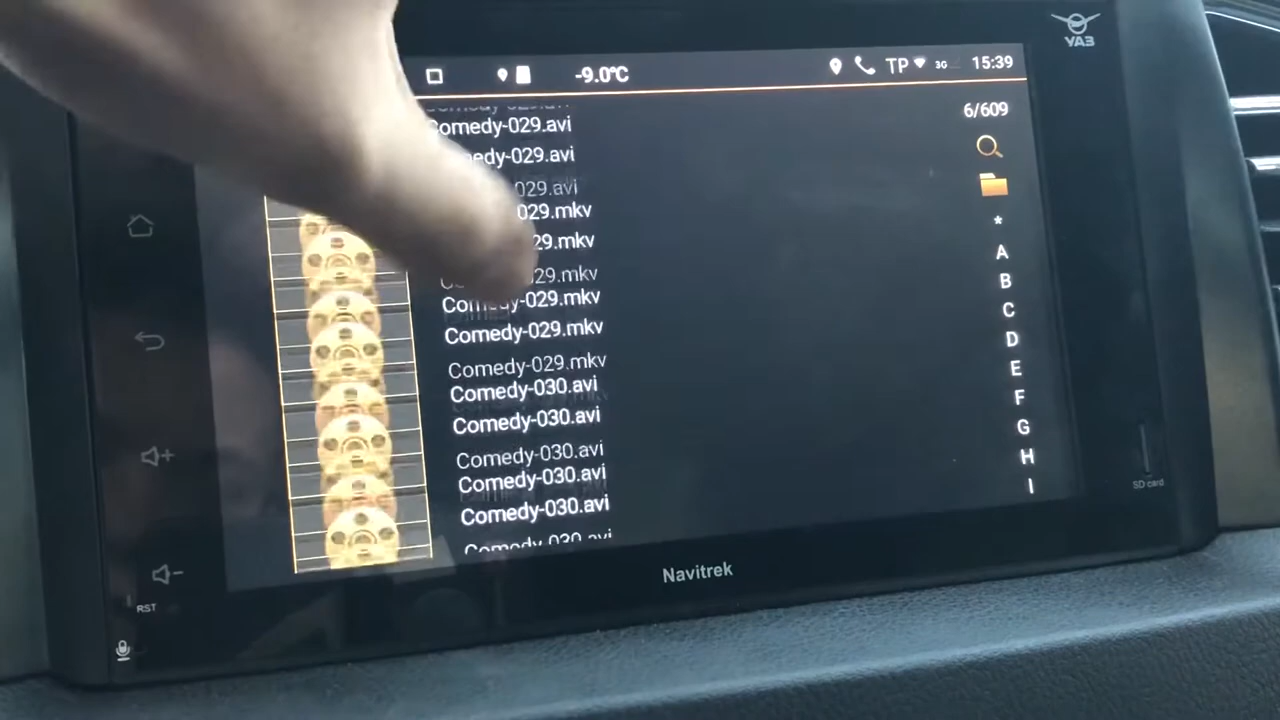 УАЗ
-9.0°C
TP 3G 15:39
6/609
Comedy-029.avi
edy-029.avi
029.avi
029.mkv
29.mkv
29.mkv
Comedy-029.mkv
Comedy-029.mkv
Comedy-029.mkv
Comedy-030.avi
Comedy-030.avi
Comedy-030.avi
Comedy-030.avi
Comedy-030.avi
Comedy-030.avi
*
A
B
C
D
E
F
G
H
I
SD card
RST
Navitrek